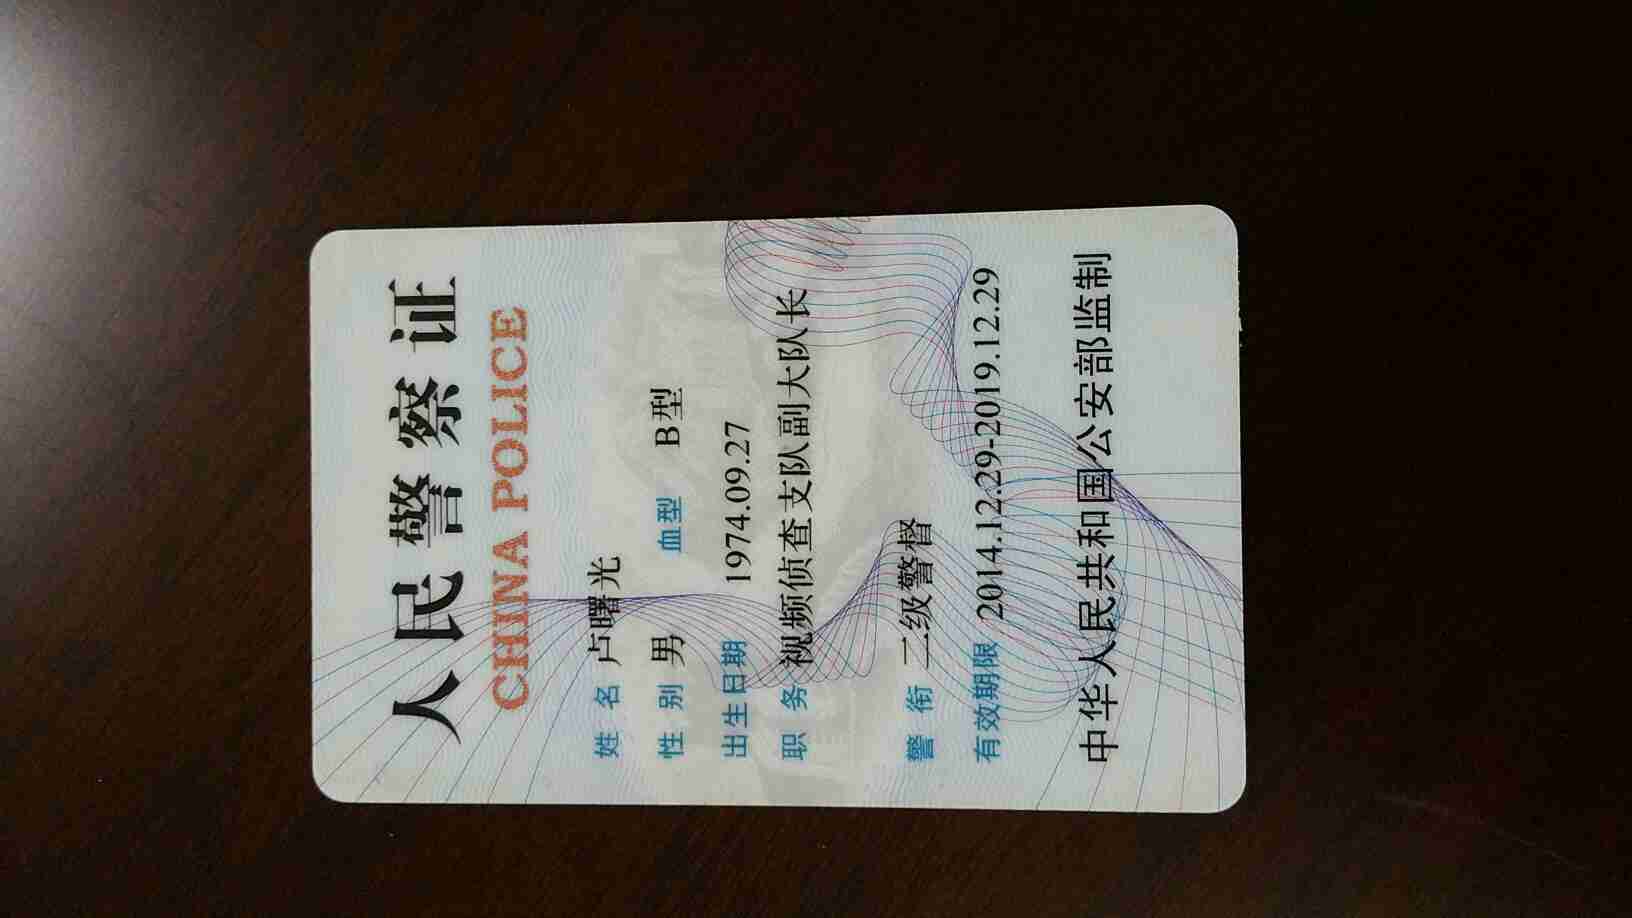 人民警察证
CHINA POLICE
姓 名 卢曙光
性 别 男 血型 B型
出生日期 1974.09.27
职 务 视频侦查支队副大队长
警 衔 二级警督
有效期限 2014.12.29-2019.12.29
中华人民共和国公安部监制